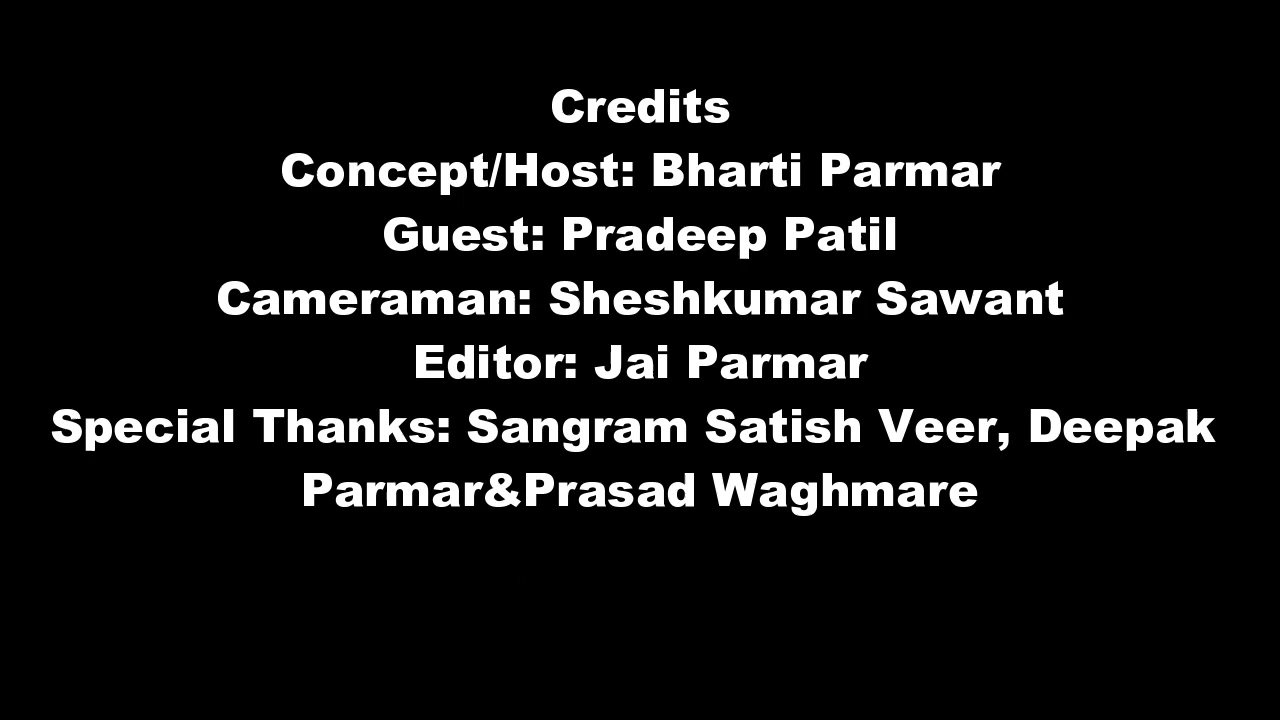 Credits
Concept/Host: Bharti Parmar
Guest: Pradeep Patil
Cameraman: Sheshkumar Sawant
Editor: Jai Parmar
Special Thanks: Sangram Satish Veer, Deepak
Parmar&Prasad Waghmare